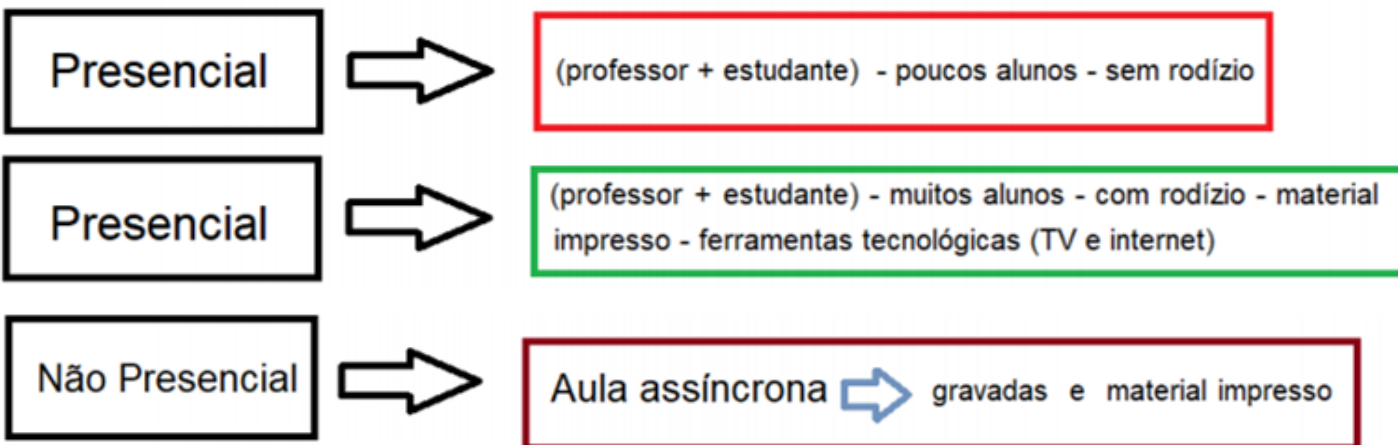 Presencial
(professor + estudante) - poucos alunos - sem rodízio
Presencial
(professor + estudante) - muitos alunos - com rodízio - material
impresso - ferramentas tecnológicas (TV e internet)
Não Presencial
Aula assíncrona gravadas e material impresso